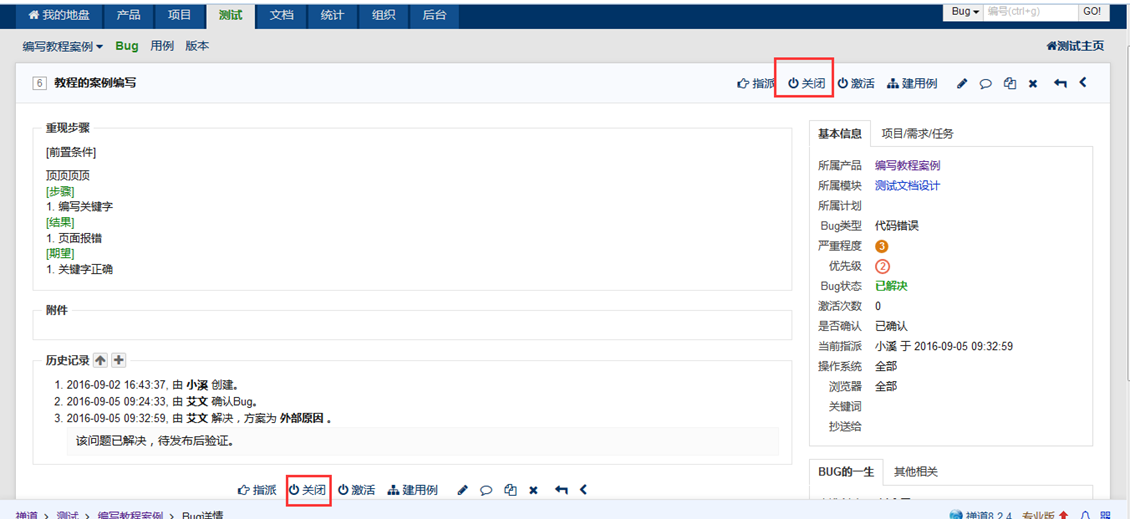 我的地盘 产品 项目 测试 文档 统计 组织 后台 Bug 编号(ctrl+g) GO!
编写教程案例 Bug 用例 版本 测试主页
6 教程的案例编写 指派 关闭 激活 建用例
重现步骤
[前置条件]
顶顶顶顶
[步骤]
1. 编写关键字
[结果]
1. 页面报错
[期望]
1. 关键字正确
附件
历史记录
1. 2016-09-02 16:43:37, 由 小溪 创建。
2. 2016-09-05 09:24:33, 由 艾文 确认Bug。
3. 2016-09-05 09:32:59, 由 艾文 解决，方案为 外部原因 。
该问题已解决，待发布后验证。
指派 关闭 激活 建用例
基本信息 项目/需求/任务
所属产品 编写教程案例
所属模块 测试文档设计
所属计划
Bug类型 代码错误
严重程度 3
优先级 2
Bug状态 已解决
激活次数 0
是否确认 已确认
当前指派 小溪 于 2016-09-05 09:32:59
操作系统 全部
浏览器 全部
关键词
抄送给
BUG的一生 其他相关
禅道 > 测试 > 编写教程案例 > Bug详情 禅道8.2.4 专业版